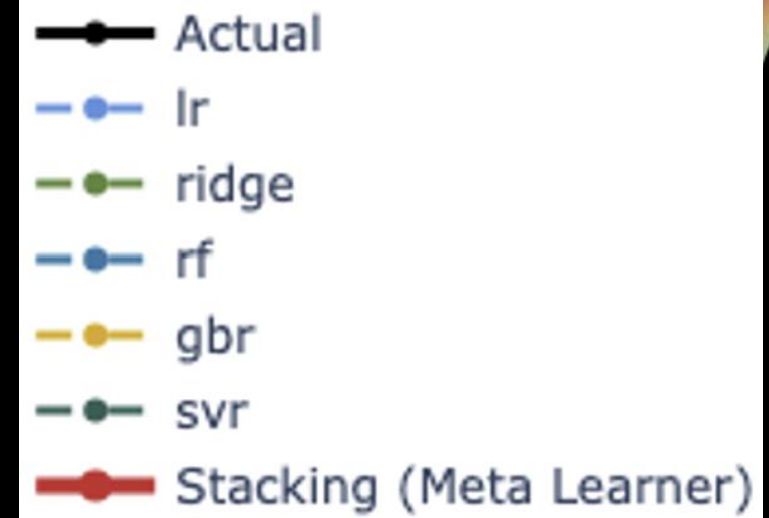 Actual
lr
ridge
rf
gbr
svr
Stacking (Meta Learner)